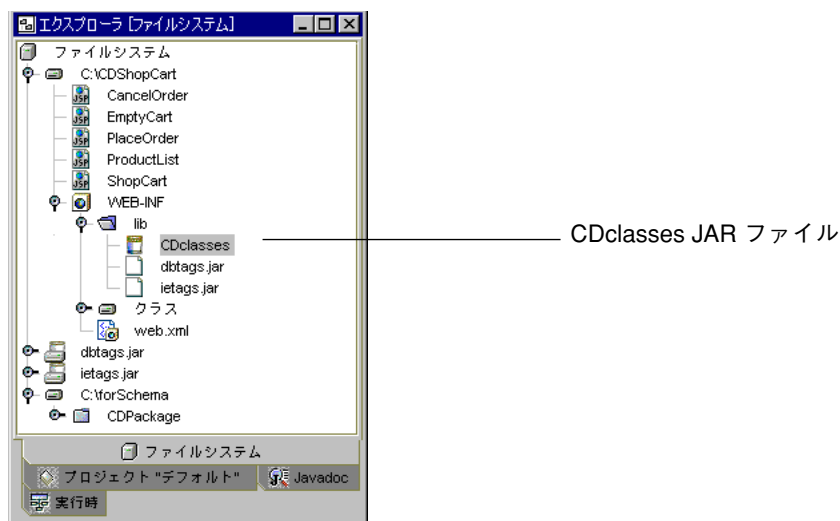 エクスプローラ [ファイルシステム]
ファイルシステム
C:\CDShopCart
CancelOrder
EmptyCart
PlaceOrder
ProductList
ShopCart
WEB-INF
lib
CDclasses
CDclasses JAR ファイル
dbtags.jar
ietags.jar
クラス
web.xml
dbtags.jar
ietags.jar
C:\forSchema
CDPackage
ファイルシステム
プロジェクト "デフォルト"
Javadoc
実行時